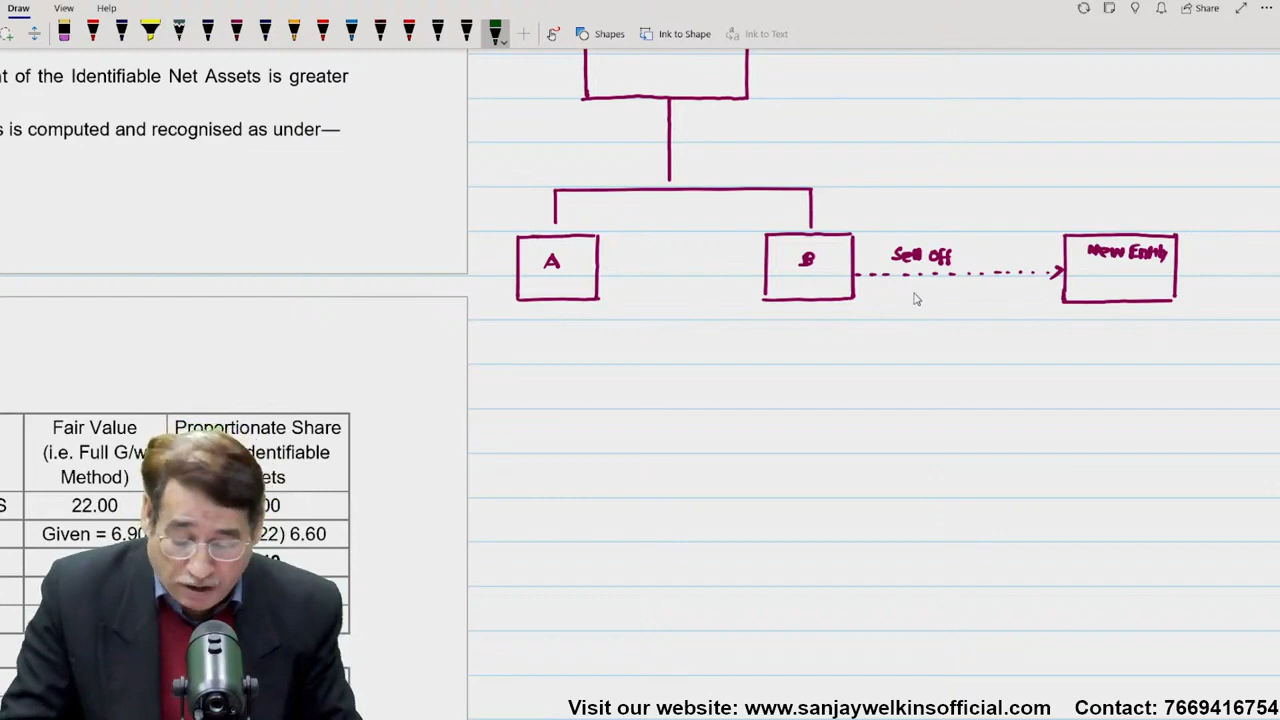 Draw View Help
Share
Shapes Ink to Shape Ink to Text
t of the Identifiable Net Assets is greater
s is computed and recognised as under—
A B Sell off New Entity
Fair Value Proportionate Share
(i.e. Full G/w dentifiable
Method) ets
S 22.00 00
Given = 6.90 22) 6.60
Visit our website: www.sanjaywelkinsofficial.com Contact: 7669416754